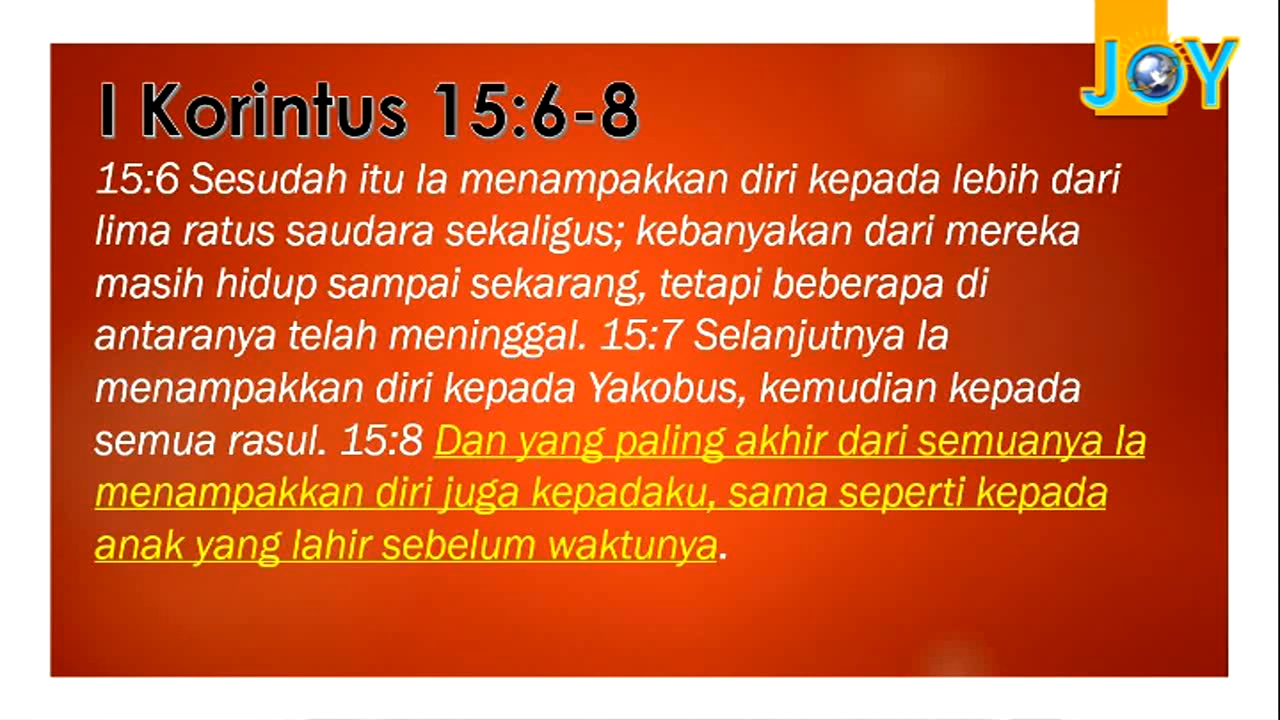 JOY
I Korintus 15:6-8
15:6 Sesudah itu Ia menampakkan diri kepada lebih dari
lima ratus saudara sekaligus; kebanyakan dari mereka
masih hidup sampai sekarang, tetapi beberapa di
antaranya telah meninggal. 15:7 Selanjutnya Ia
menampakkan diri kepada Yakobus, kemudian kepada
semua rasul. 15:8 Dan yang paling akhir dari semuanya Ia
menampakkan diri juga kepadaku, sama seperti kepada
anak yang lahir sebelum waktunya.